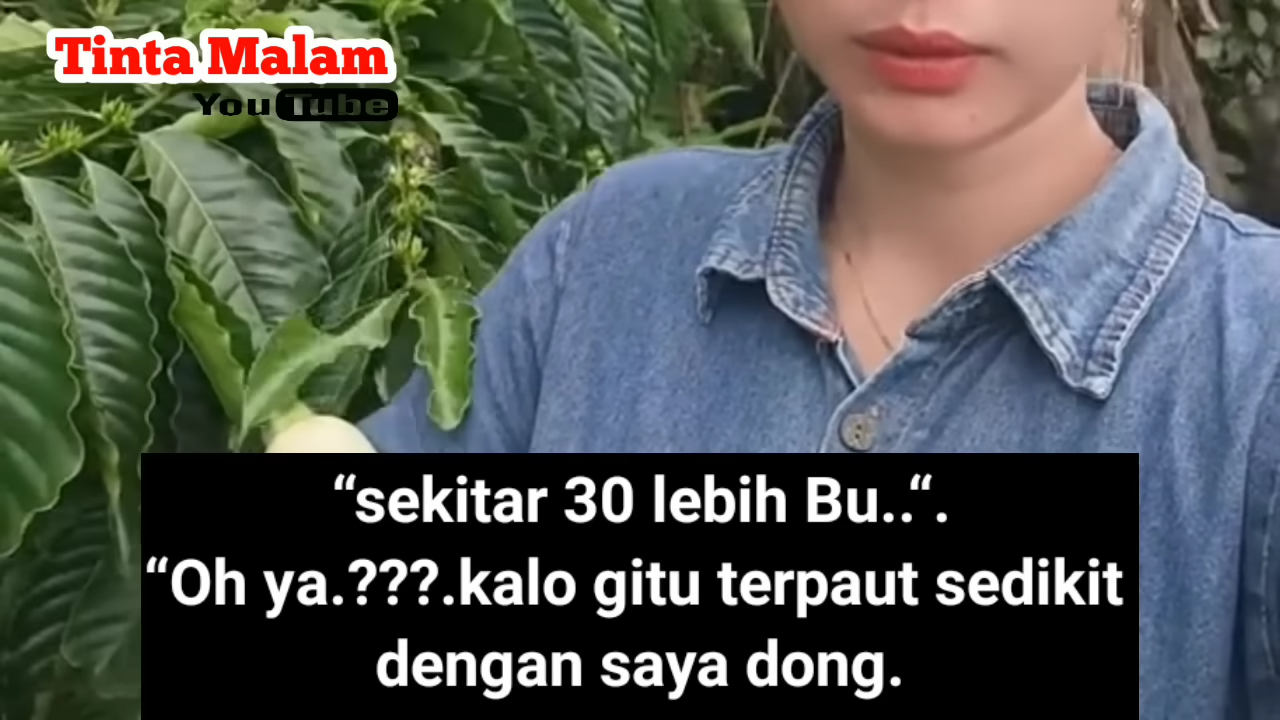 Tinta Malam
YouTube
“sekitar 30 lebih Bu..“.
“Oh ya.???.kalo gitu terpaut sedikit
dengan saya dong.